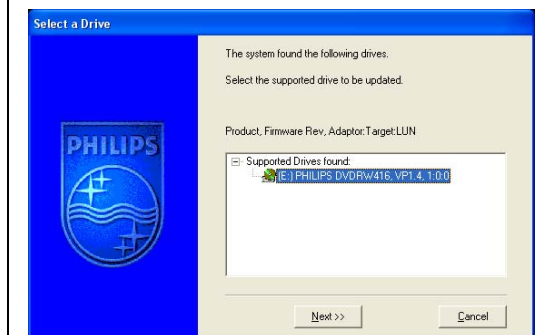 Select a Drive
The system found the following drives.
Select the supported drive to be updated.
Product, Firmware Rev, Adaptor:Target:LUN
PHILIPS
Supported Drives found:
(E:) PHILIPS DVDRW416, VP1.4, 1:0:0
Next >>
Cancel